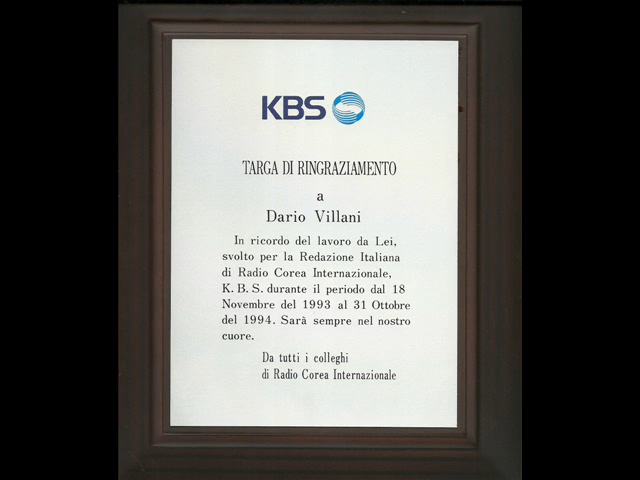 KBS
TARGA DI RINGRAZIAMENTO
a
Dario Villani
In ricordo del lavoro da Lei,
svolto per la Redazione Italiana
di Radio Corea Internazionale,
K. B. S. durante il periodo dal 18
Novembre del 1993 al 31 Ottobre
del 1994. Sarà sempre nel nostro
cuore.
Da tutti i colleghi
di Radio Corea Internazionale